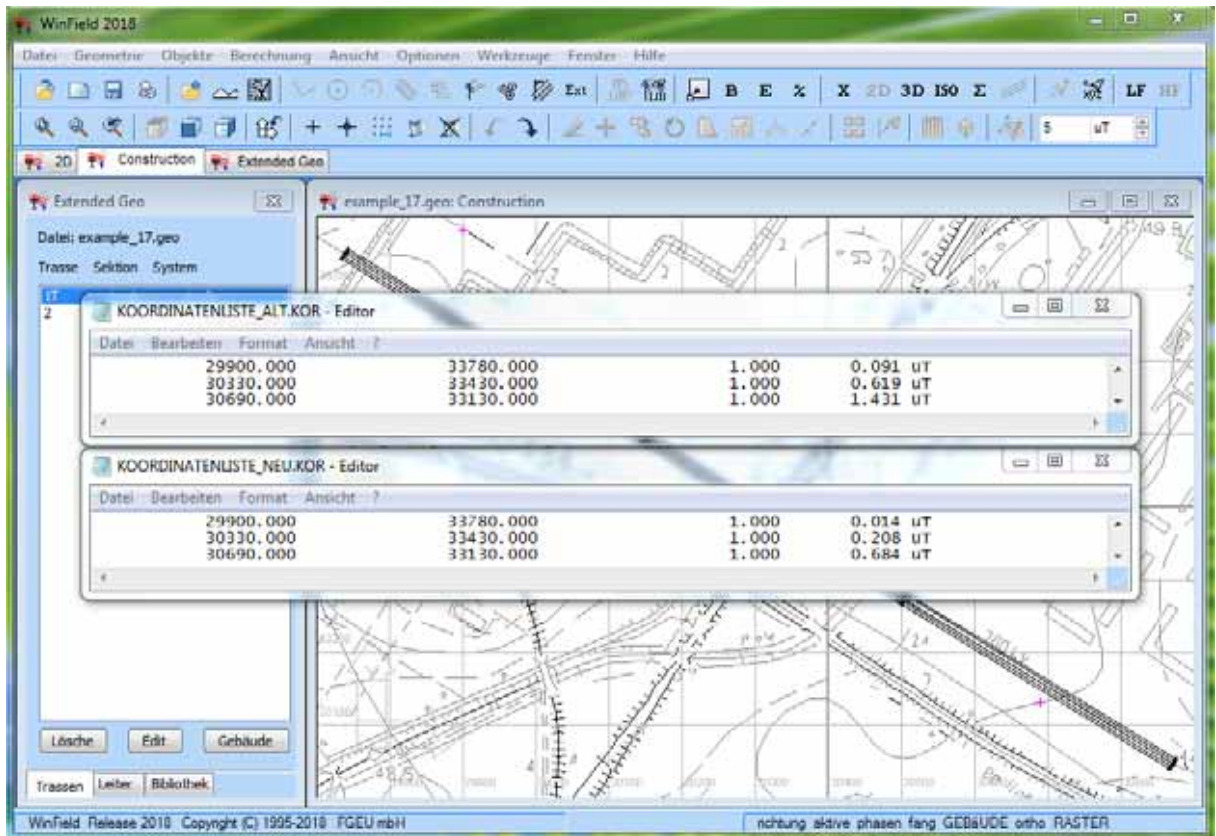 WinField 2018
Datei Geometrie Objekte Berechnung Ansicht Optionen Werkzeuge Fenster Hilfe
Ext B E X 2D 3D ISO Σ LF HF
5 uT
2D Construction Extended Geo
Extended Geo
Datei: example_17.geo
Trasse Sektion System
1T
2
example_17.geo: Construction
KOORDINATENLISTE_ALT.KOR - Editor
Datei Bearbeiten Format Ansicht ?
29900.000 33780.000 1.000 0.091 uT
30330.000 33430.000 1.000 0.619 uT
30690.000 33130.000 1.000 1.431 uT
KOORDINATENLISTE_NEU.KOR - Editor
Datei Bearbeiten Format Ansicht ?
29900.000 33780.000 1.000 0.014 uT
30330.000 33430.000 1.000 0.208 uT
30690.000 33130.000 1.000 0.684 uT
Lösche Edit Gebäude
Trassen Leiter Bibliothek
WinField Release 2018 Copyright (C) 1995-2018 FGEU mbH
richtung aktive phasen fang GEBäUDE ortho RASTER